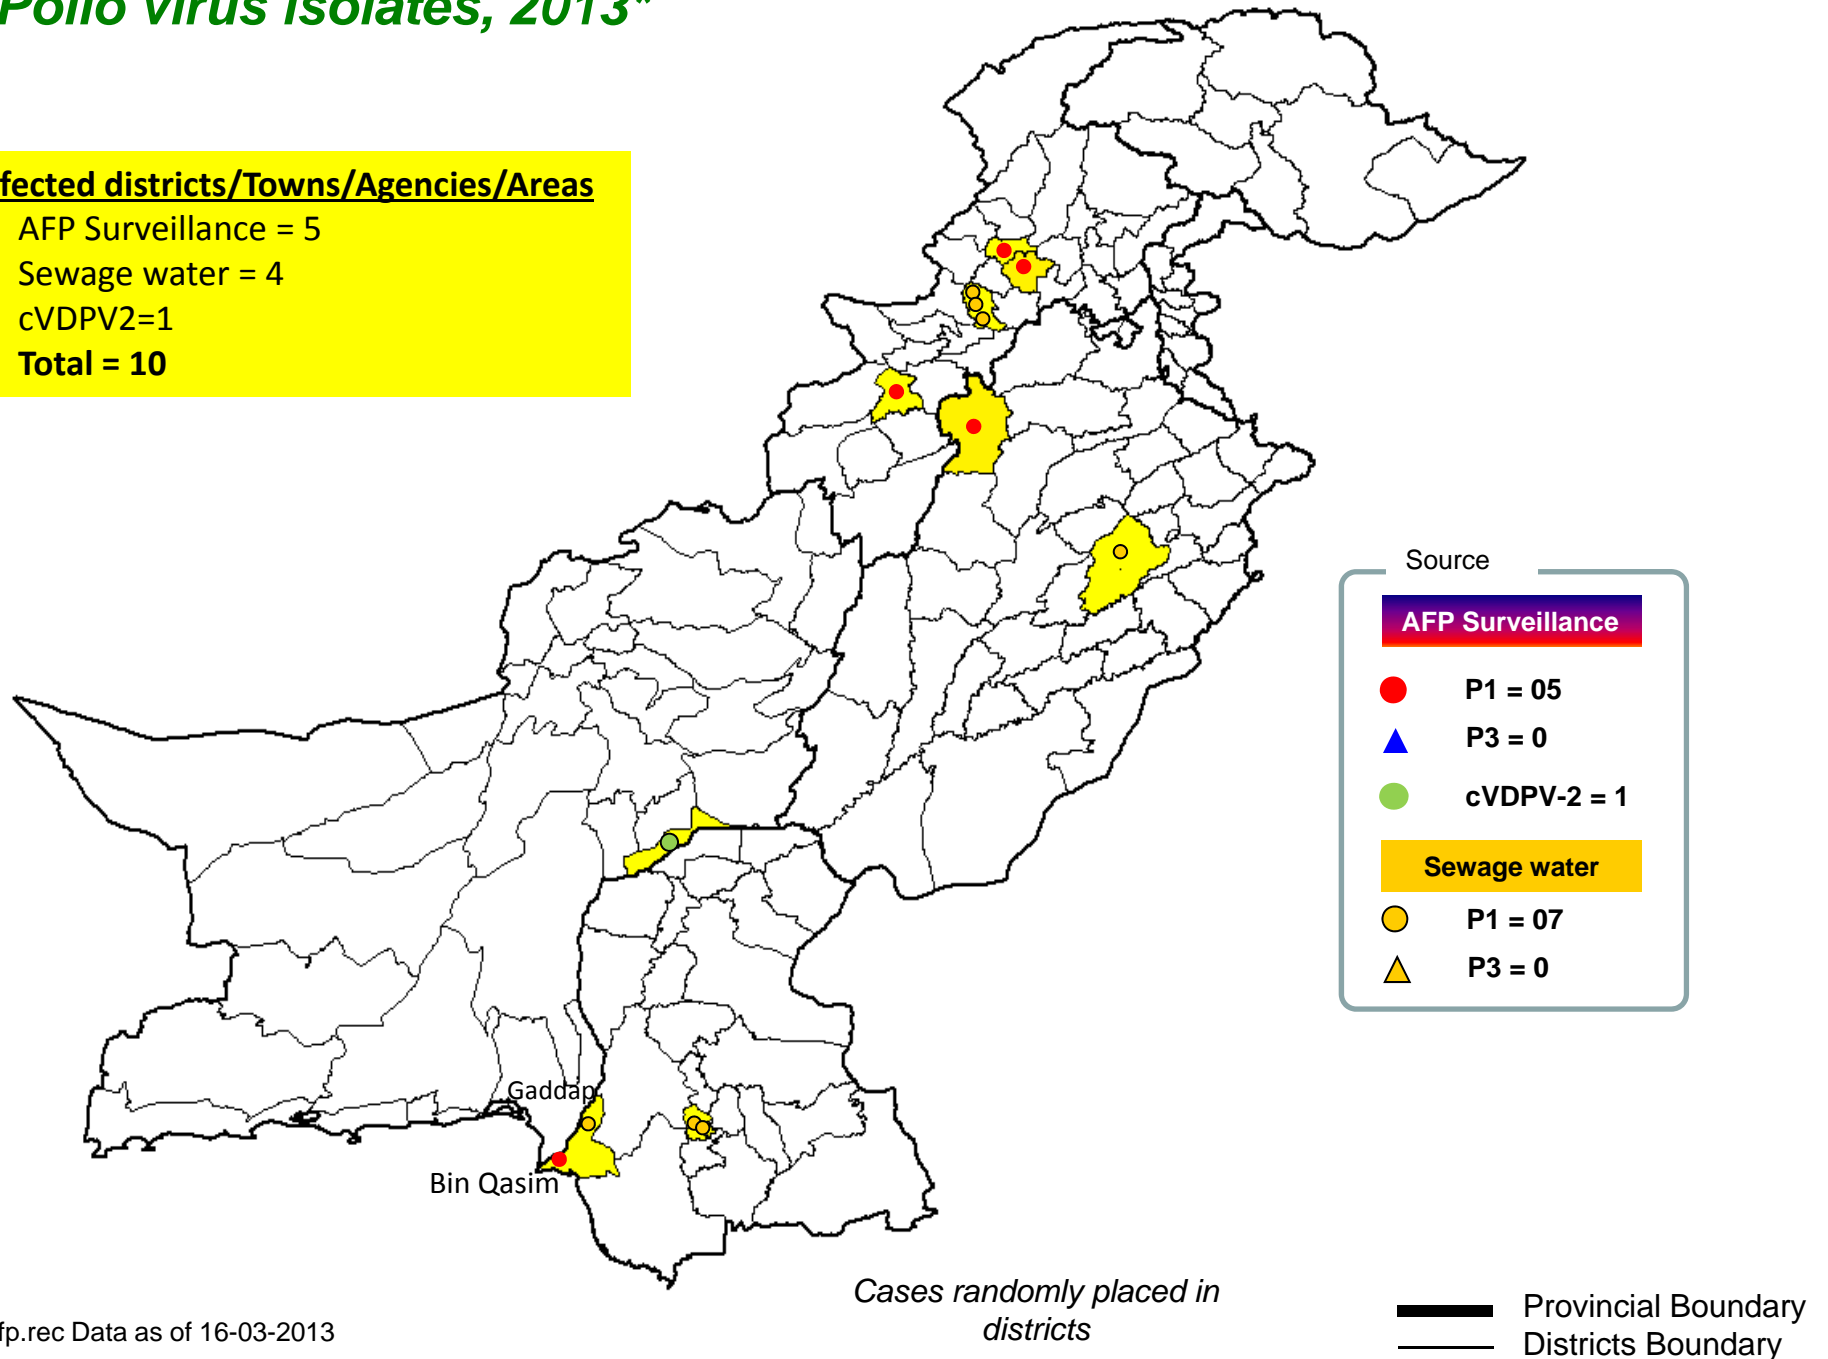 Polio virus isolates, 2013*
fected districts/Towns/Agencies/Areas
AFP Surveillance = 5
Sewage water = 4
cVDPV2=1
Total = 10
Source
AFP Surveillance
P1 = 05
P3 = 0
cVDPV-2 = 1
Sewage water
P1 = 07
P3 = 0
Gaddap
Bin Qasim
Cases randomly placed in
districts
fp.rec Data as of 16-03-2013
Provincial Boundary
Districts Boundary